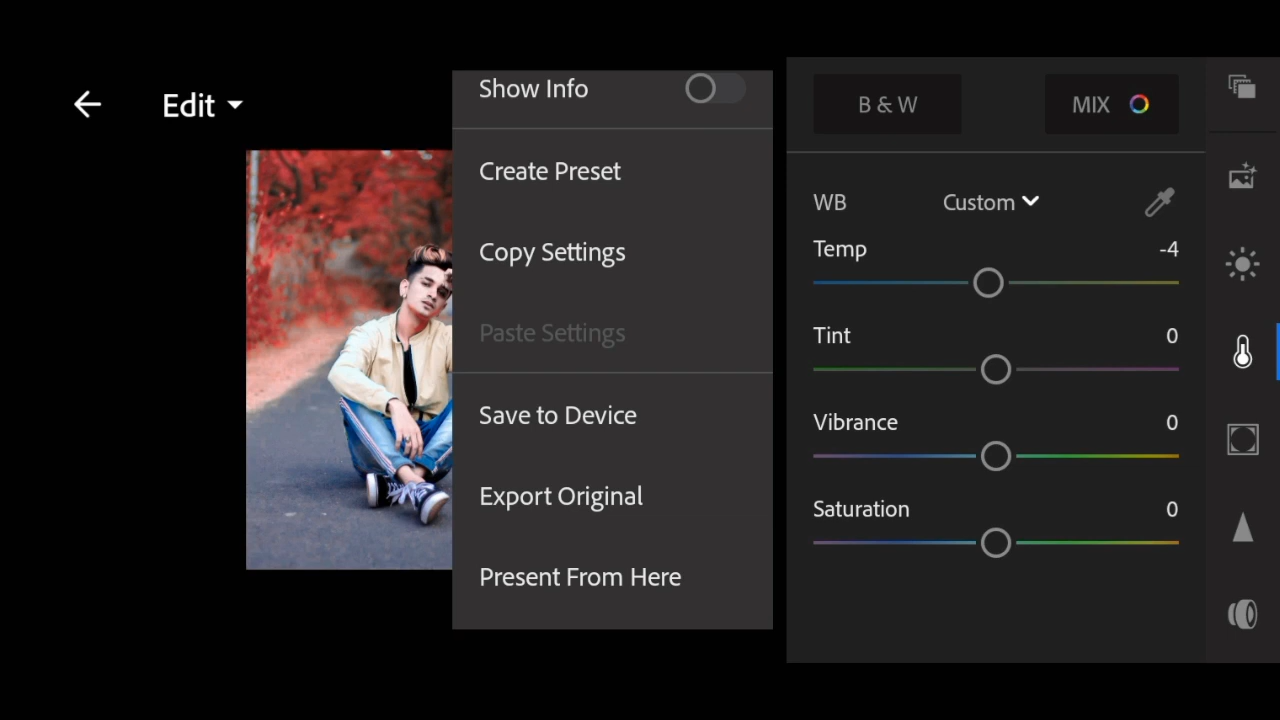 Edit
Show Info
Create Preset
Copy Settings
Paste Settings
Save to Device
Export Original
Present From Here
B & W
MIX
WB
Custom
Temp
-4
Tint
0
Vibrance
0
Saturation
0